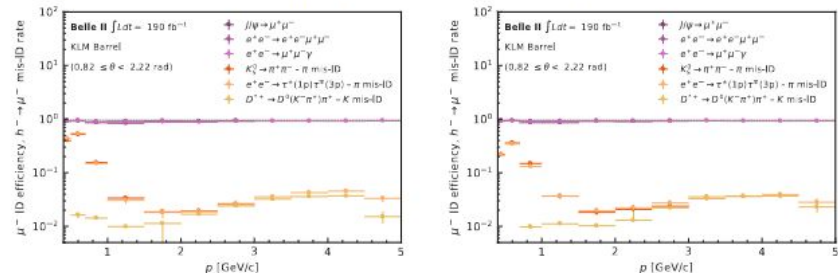 Belle II ∫Ldt = 190 fb⁻¹
KLM Barrel
(0.82 ≤ θ < 2.22 rad)
J/ψ→μ⁺μ⁻
e⁺e⁻→e⁺e⁻μ⁺μ⁻
e⁺e⁻→μ⁺μ⁻γ
K⁰ₛ→π⁺π⁻ - π mis-ID
e⁺e⁻→τ±(1p)τ∓(3p) - π mis-ID
D*⁺→D⁰(K⁻π⁺)π⁺ - K mis-ID
μ⁻ ID efficiency, h⁻→μ⁻ mis-ID rate
10¹
10⁰
10⁻¹
10⁻²
1 2 3 4 5
p [GeV/c]
Belle II ∫Ldt = 190 fb⁻¹
KLM Barrel
(0.82 ≤ θ < 2.22 rad)
J/ψ→μ⁺μ⁻
e⁺e⁻→e⁺e⁻μ⁺μ⁻
e⁺e⁻→μ⁺μ⁻γ
K⁰ₛ→π⁺π⁻ - π mis-ID
e⁺e⁻→τ±(1p)τ∓(3p) - π mis-ID
D*⁺→D⁰(K⁻π⁺)π⁺ - K mis-ID
μ⁻ ID efficiency, h⁻→μ⁻ mis-ID rate
10¹
10⁰
10⁻¹
10⁻²
1 2 3 4 5
p [GeV/c]